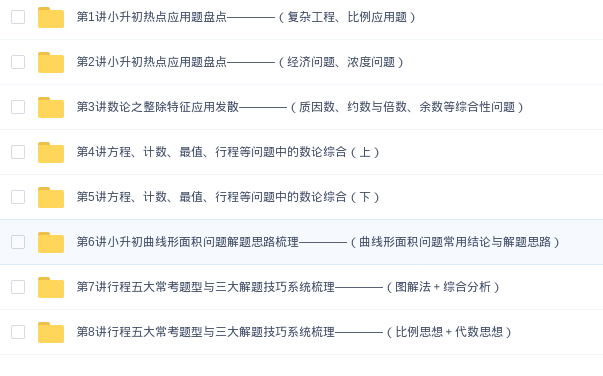 第1讲小升初热点应用题盘点————（复杂工程、比例应用题）
第2讲小升初热点应用题盘点————（经济问题、浓度问题）
第3讲数论之整除特征应用发散————（质因数、约数与倍数、余数等综合性问题）
第4讲方程、计数、最值、行程等问题中的数论综合（上）
第5讲方程、计数、最值、行程等问题中的数论综合（下）
第6讲小升初曲线形面积问题解题思路梳理————（曲线形面积问题常用结论与解题思路）
第7讲行程五大常考题型与三大解题技巧系统梳理————（图解法+综合分析）
第8讲行程五大常考题型与三大解题技巧系统梳理————（比例思想+代数思想）